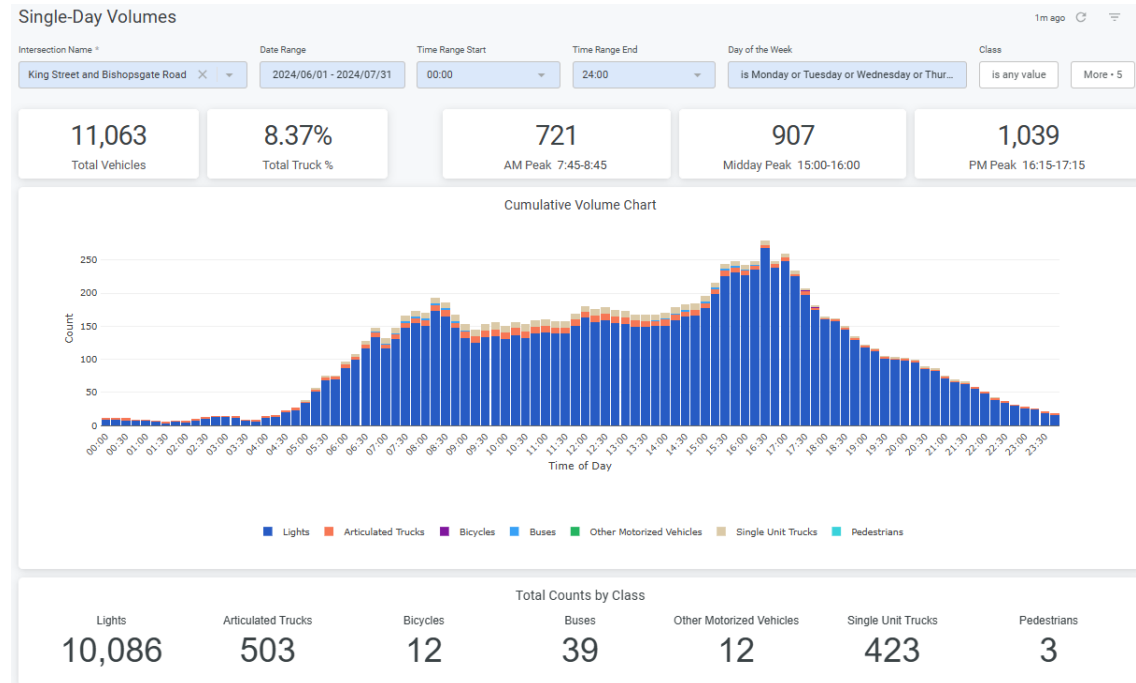 Single-Day Volumes
1m ago
Intersection Name *
Date Range
Time Range Start
Time Range End
Day of the Week
Class
King Street and Bishopsgate Road
2024/06/01 - 2024/07/31
00:00
24:00
is Monday or Tuesday or Wednesday or Thur...
is any value
More • 5
11,063
8.37%
721
907
1,039
Total Vehicles
Total Truck %
AM Peak 7:45-8:45
Midday Peak 15:00-16:00
PM Peak 16:15-17:15
Cumulative Volume Chart
250
200
150
100
50
0
Count
00:00 00:30 01:00 01:30 02:00 02:30 03:00 03:30 04:00 04:30 05:00 05:30 06:00 06:30 07:00 07:30 08:00 08:30 09:00 09:30 10:00 10:30 11:00 11:30 12:00 12:30 13:00 13:30 14:00 14:30 15:00 15:30 16:00 16:30 17:00 17:30 18:00 18:30 19:00 19:30 20:00 20:30 21:00 21:30 22:00 22:30 23:00 23:30
Time of Day
Lights Articulated Trucks Bicycles Buses Other Motorized Vehicles Single Unit Trucks Pedestrians
Total Counts by Class
Lights
Articulated Trucks
Bicycles
Buses
Other Motorized Vehicles
Single Unit Trucks
Pedestrians
10,086
503
12
39
12
423
3